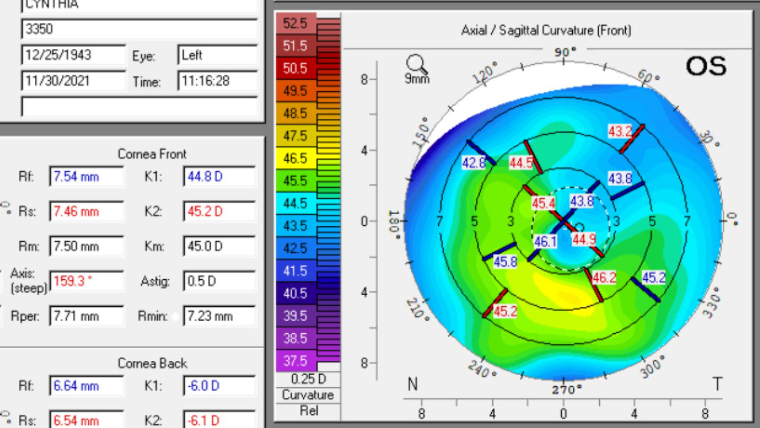 CYNTHIA
3350
12/25/1943 Eye: Left
11/30/2021 Time: 11:16:28
Cornea Front
Rf: 7.54 mm K1: 44.8 D
Rs: 7.46 mm K2: 45.2 D
Rm: 7.50 mm Km: 45.0 D
Axis: (steep) 159.3 ° Astig: 0.5 D
Rper: 7.71 mm Rmin: 7.23 mm
Cornea Back
Rf: 6.64 mm K1: -6.0 D
Rs: 6.54 mm K2: -6.1 D
52.5
51.5
50.5
49.5
48.5
47.5
46.5
45.5
44.5
43.5
42.5
41.5
40.5
39.5
38.5
37.5
0.25 D
Curvature
Rel
Axial / Sagittal Curvature (Front)
OS
9mm
90°
120° 60°
150° 30°
180° 0°
210° 330°
240° 300°
270°
8
4
0
4
8
43.2
42.8 44.5
43.8
45.4 43.8
7 5 3 3 5 7
46.1 44.9
45.8
46.2 45.2
45.2
N T
8 4 0 4 8